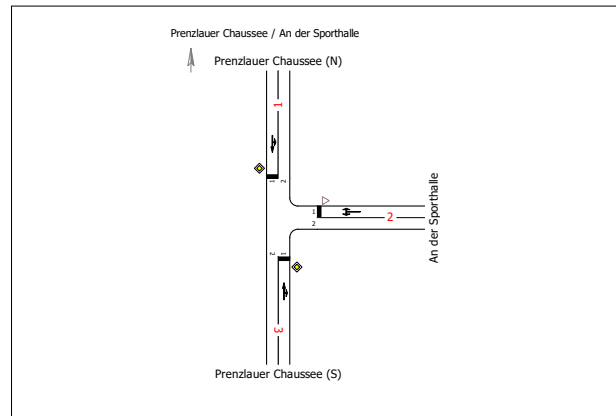 Prenzlauer Chaussee / An der Sporthalle
Prenzlauer Chaussee (N)
1
1
2
1
2
2
An der Sporthalle
2
1
3
Prenzlauer Chaussee (S)